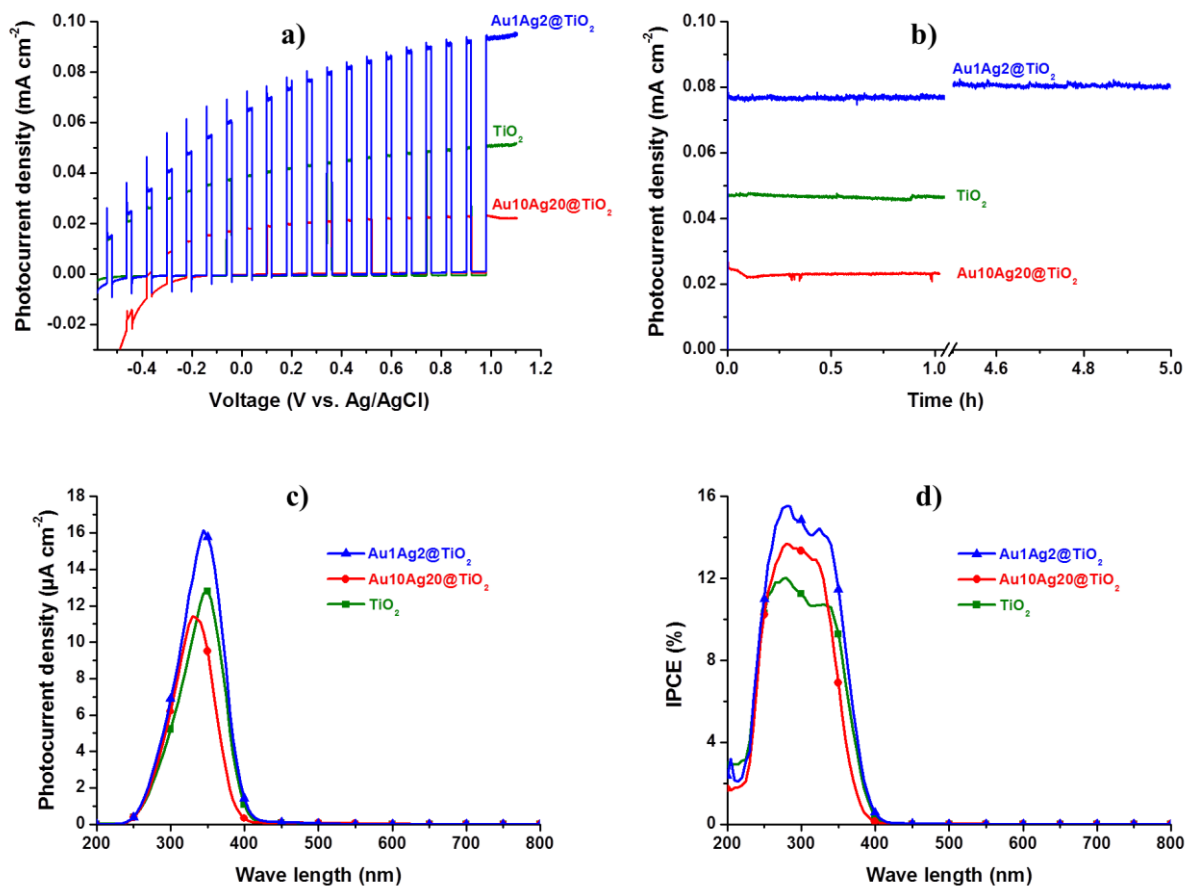 a)
Photocurrent density (mA cm⁻²)
0.10
0.08
0.06
0.04
0.02
0.00
-0.02
Au1Ag2@TiO₂
TiO₂
Au10Ag20@TiO₂
-0.4 -0.2 0.0 0.2 0.4 0.6 0.8 1.0 1.2
Voltage (V vs. Ag/AgCl)
b)
Photocurrent density (mA cm⁻²)
0.10
0.08
0.06
0.04
0.02
0.00
Au1Ag2@TiO₂
TiO₂
Au10Ag20@TiO₂
0.0 0.5 1.0 4.6 4.8 5.0
Time (h)
c)
Photocurrent density (µA cm⁻²)
18
16
14
12
10
8
6
4
2
0
Au1Ag2@TiO₂
Au10Ag20@TiO₂
TiO₂
200 300 400 500 600 700 800
Wave length (nm)
d)
IPCE (%)
16
12
8
4
0
Au1Ag2@TiO₂
Au10Ag20@TiO₂
TiO₂
200 300 400 500 600 700 800
Wave length (nm)